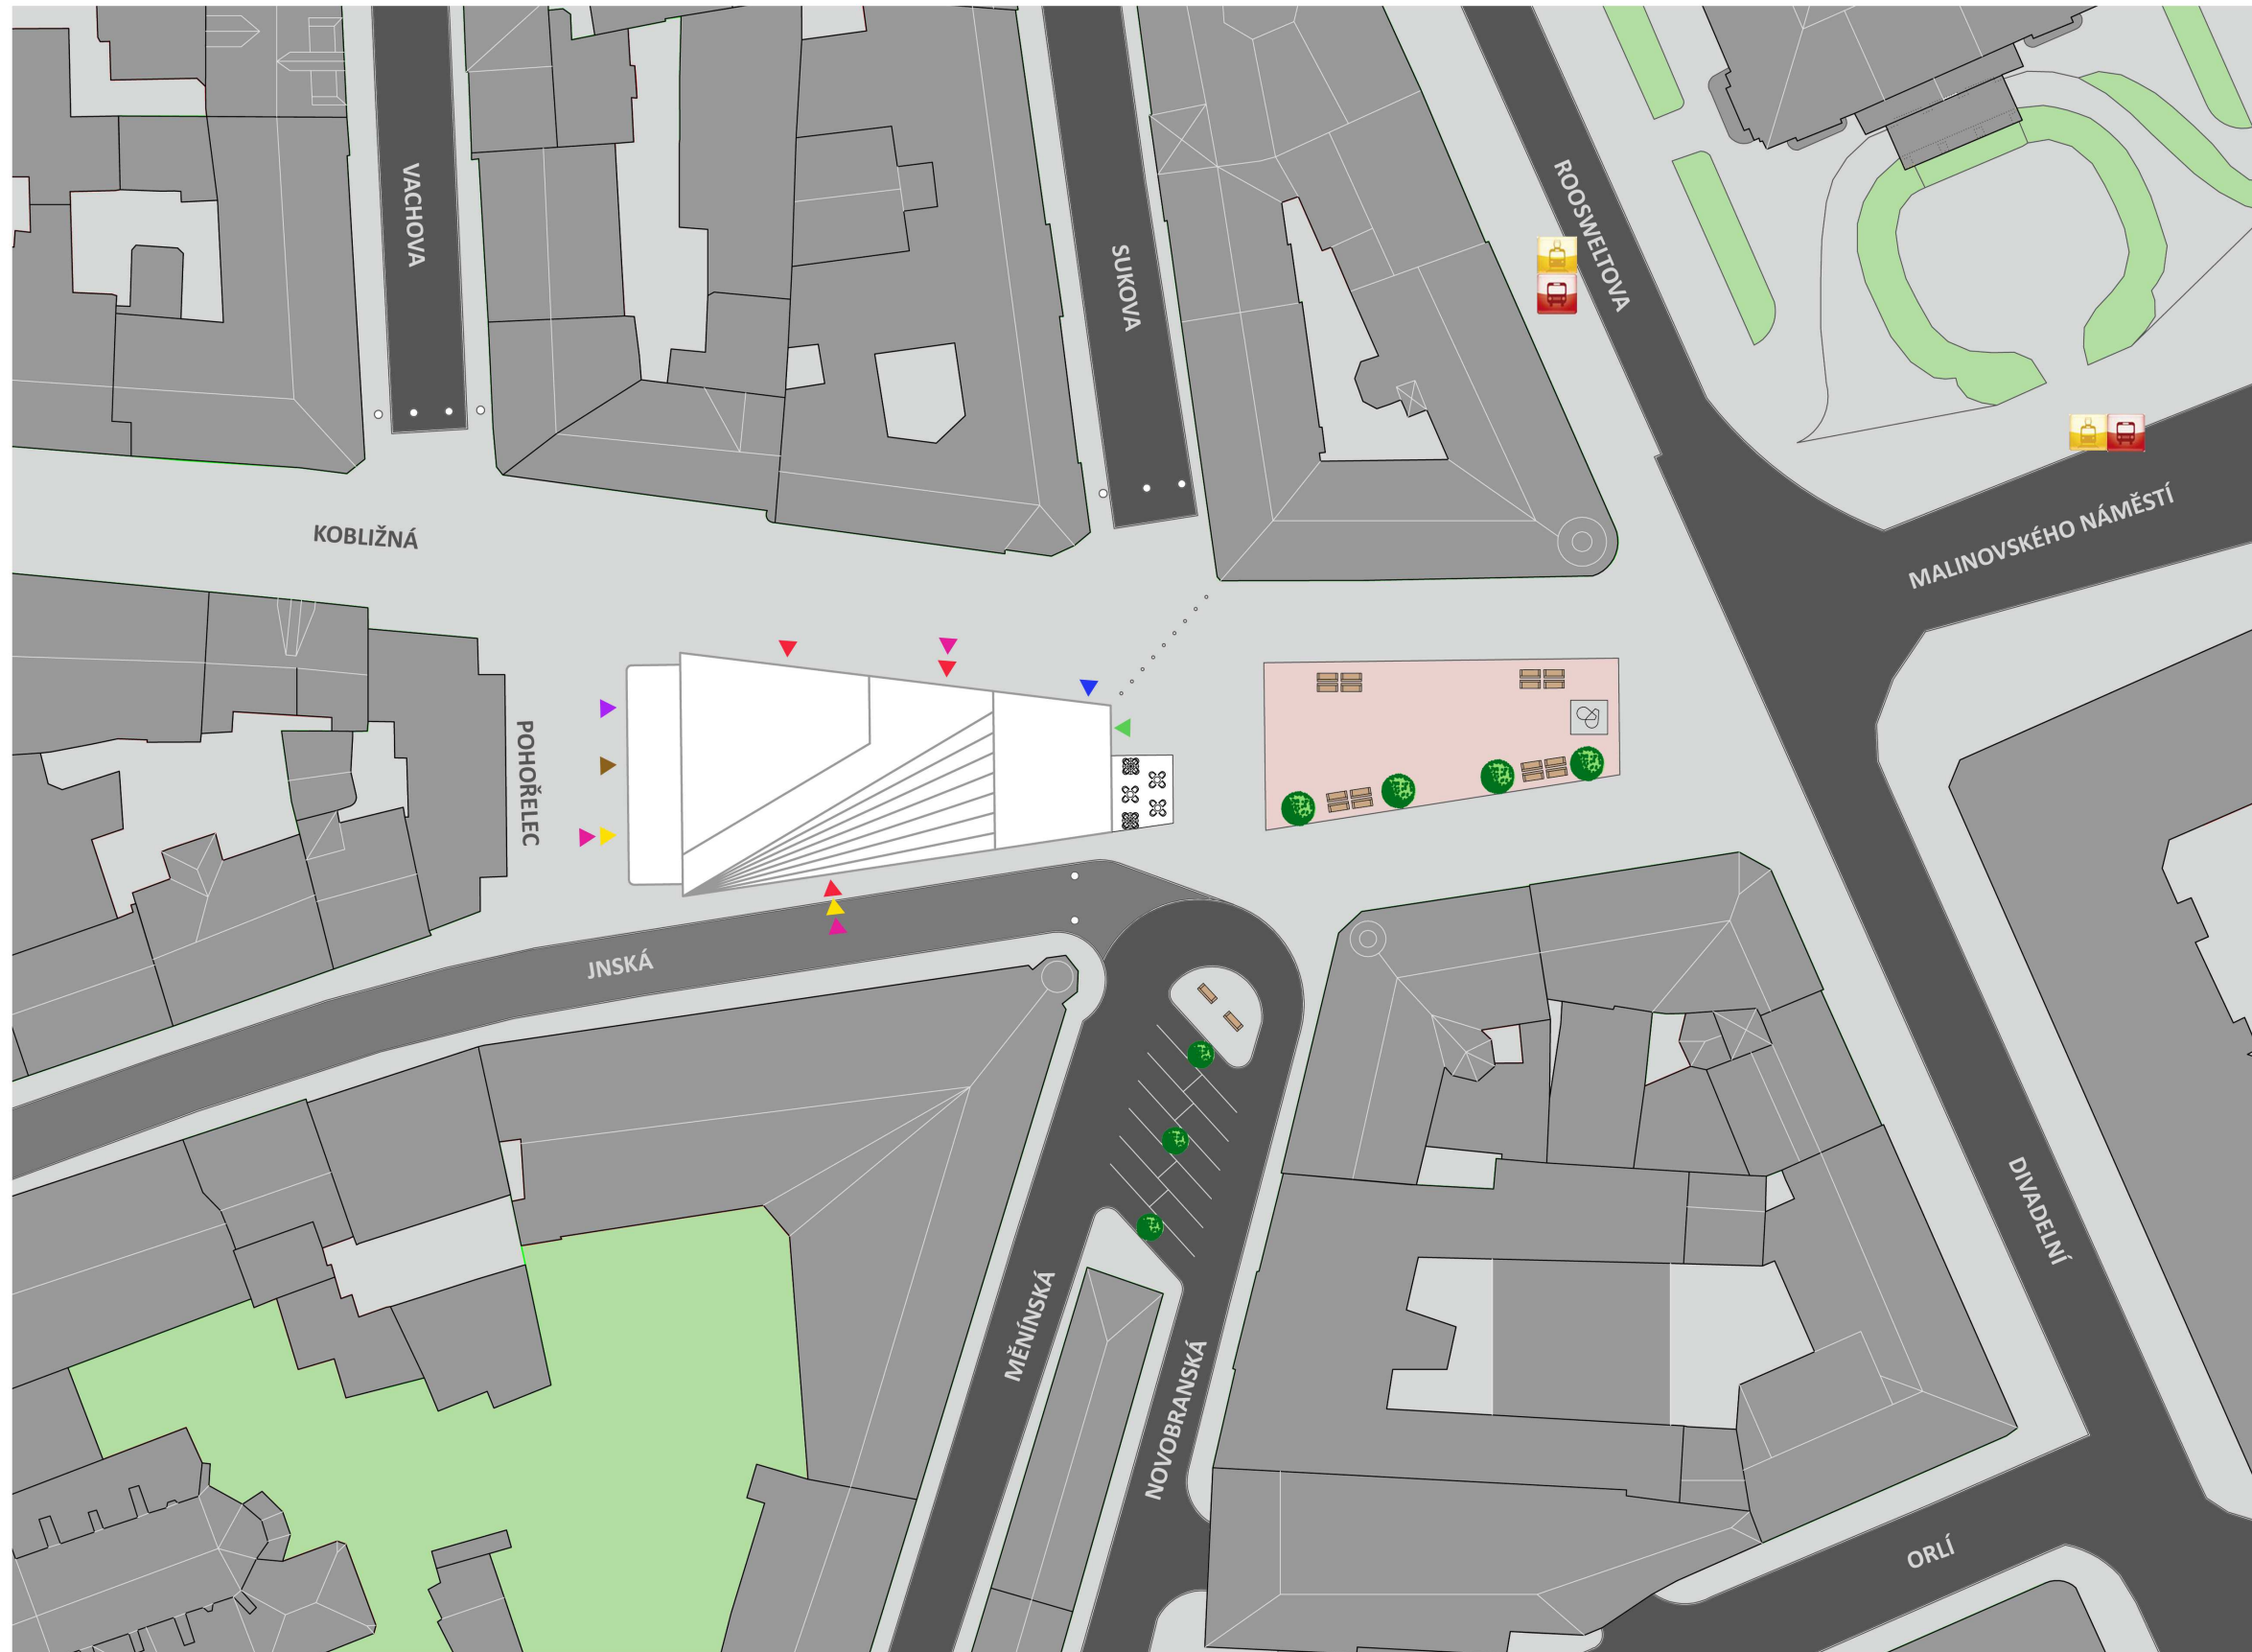 VACHOVA
SUKOVA
ROOSWELTOVA
KOBLIŽNÁ
MALINOVSKÉHO NÁMĚSTÍ
POHOŘELEC
JNSKÁ
MĚNÍNSKÁ
NOVOBRANSKÁ
DIVADELNÍ
ORLÍ